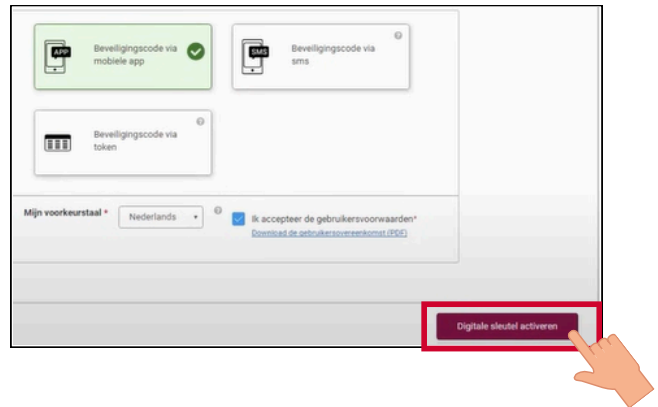 APP
Beveiligingscode via
mobiele app
SMS
Beveiligingscode via
sms
Beveiligingscode via
token
Mijn voorkeurstaal *
Nederlands
Ik accepteer de gebruikersvoorwaarden*
Download de gebruikersovereenkomst (PDF)
Digitale sleutel activeren